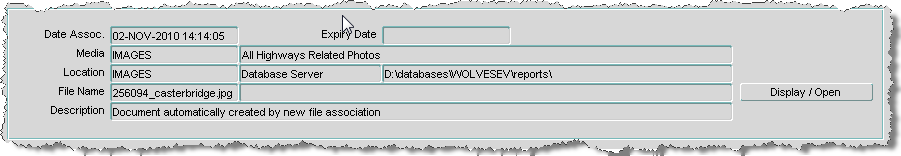 Date Assoc. 02-NOV-2010 14:14:05 Expiry Date
Media IMAGES All Highways Related Photos
Location IMAGES Database Server D:\databases\WOLVESEV\reports\
File Name 256094_casterbridge.jpg Display / Open
Description Document automatically created by new file association